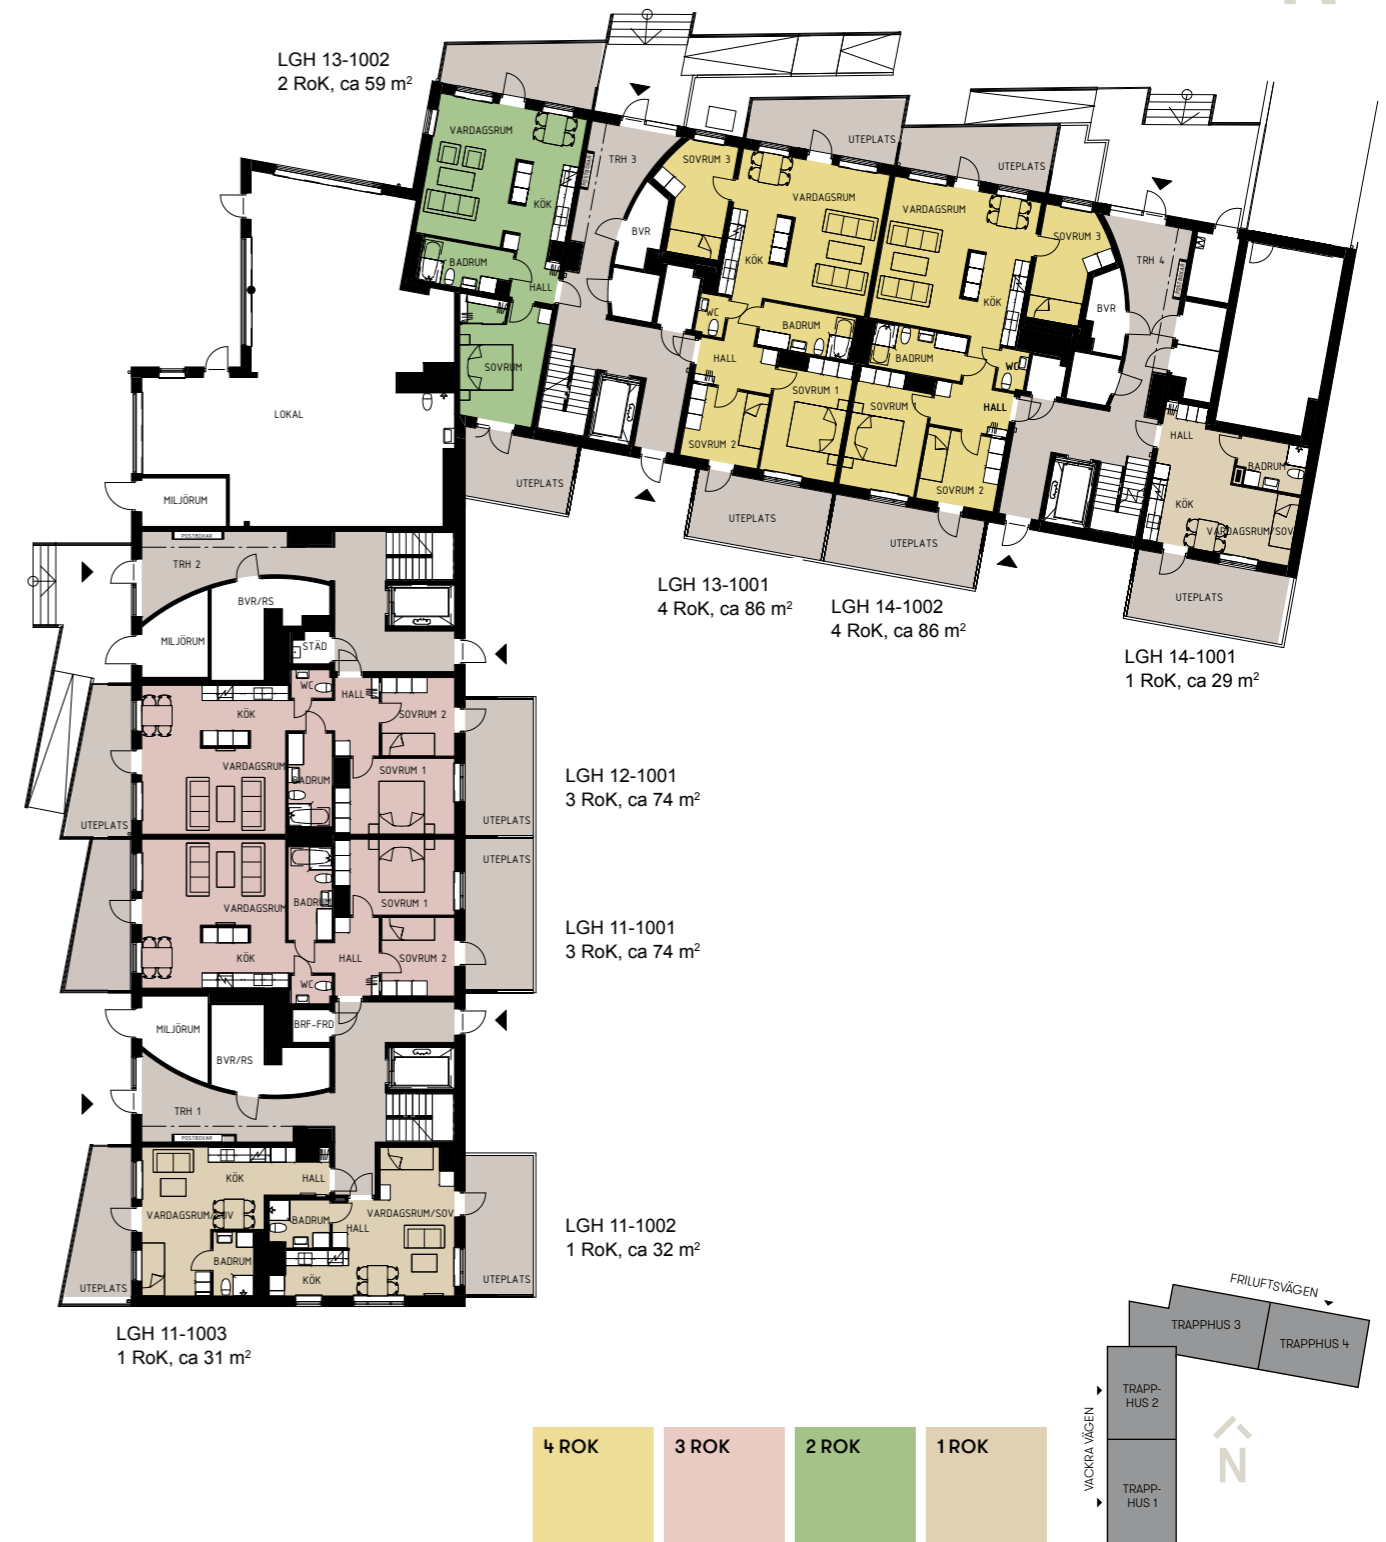 N
LGH 13-1002
2 RoK, ca 59 m²
VARDAGSRUM
KÖK
BADRUM
HALL
SOVRUM
UTEPLATS
POSTBOXAR
TRH 3
BVR
SOVRUM 3
VARDAGSRUM
KÖK
WC
BADRUM
HALL
SOVRUM 1
SOVRUM 2
UTEPLATS
UTEPLATS
UTEPLATS
VARDAGSRUM
SOVRUM 3
KÖK
BADRUM
WC
HALL
SOVRUM 1
SOVRUM 2
UTEPLATS
TRH 4
BVR
POSTBOXAR
HALL
BADRUM
KÖK
VARDAGSRUM/SOV
UTEPLATS
LGH 13-1001
4 RoK, ca 86 m²
LGH 14-1002
4 RoK, ca 86 m²
LGH 14-1001
1 RoK, ca 29 m²
LOKAL
MILJÖRUM
POSTBOXAR
TRH 2
BVR/RS
MILJÖRUM
STÄD
WC
HALL
KÖK
SOVRUM 2
VARDAGSRUM
BADRUM
SOVRUM 1
UTEPLATS
UTEPLATS
LGH 12-1001
3 RoK, ca 74 m²
UTEPLATS
VARDAGSRUM
BADRUM
SOVRUM 1
KÖK
HALL
SOVRUM 2
WC
LGH 11-1001
3 RoK, ca 74 m²
MILJÖRUM
BRF-FRD
BVR/RS
TRH 1
POSTBOXAR
KÖK
HALL
VARDAGSRUM/SOV
BADRUM
UTEPLATS
BADRUM
HALL
VARDAGSRUM/SOV
KÖK
UTEPLATS
LGH 11-1002
1 RoK, ca 32 m²
LGH 11-1003
1 RoK, ca 31 m²
4 ROK
3 ROK
2 ROK
1 ROK
FRILUFTSVÄGEN
TRAPPHUS 3
TRAPPHUS 4
TRAPP-
HUS 2
VACKRA VÄGEN
TRAPP-
HUS 1
N